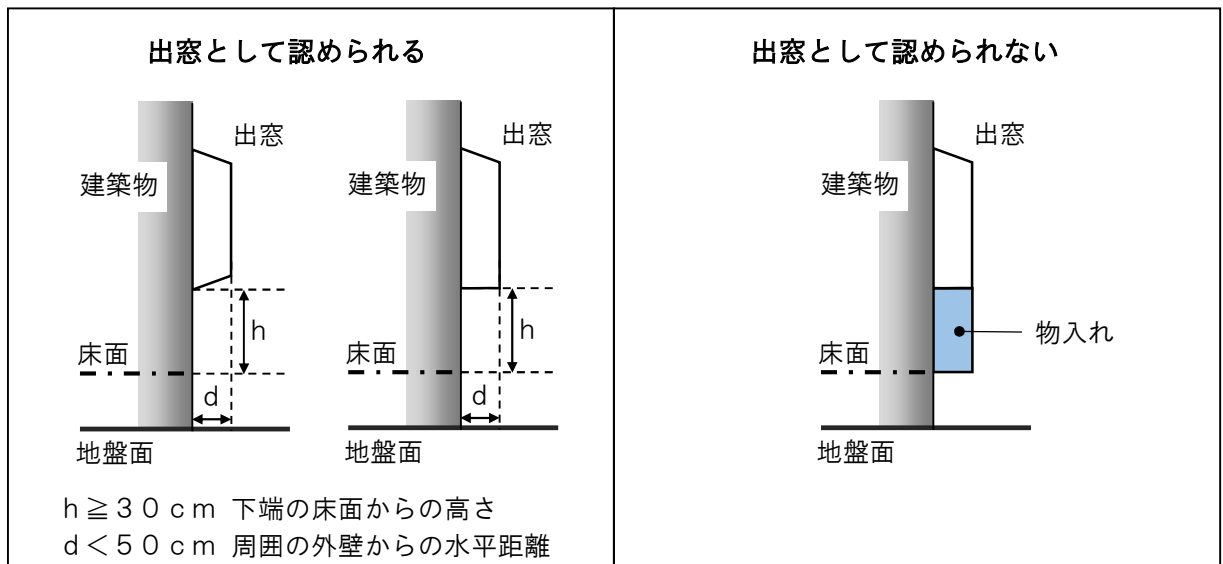 出窓として認められる
出窓
建築物
h
床面
d
地盤面
出窓
建築物
h
床面
d
地盤面
h≧30cm 下端の床面からの高さ
d<50cm 周囲の外壁からの水平距離
出窓として認められない
出窓
建築物
物入れ
床面
地盤面